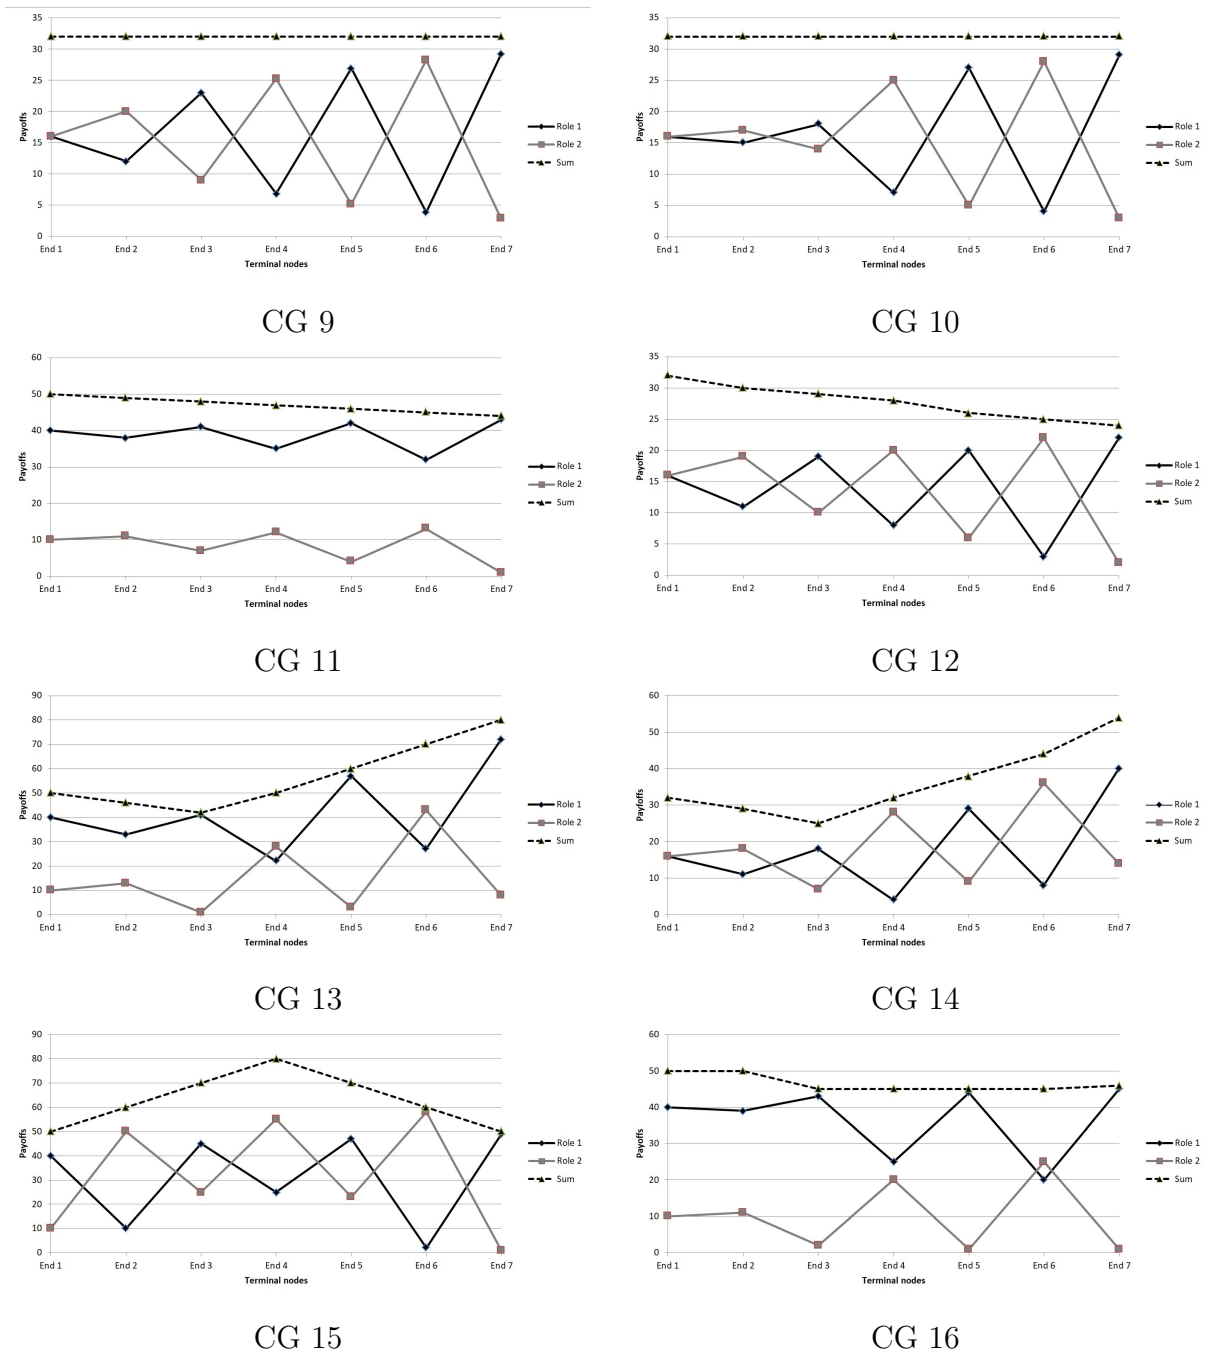 35
30
25
20
15
10
5
0
Payoffs
End 1 End 2 End 3 End 4 End 5 End 6 End 7
Terminal nodes
Role 1
Role 2
Sum
CG 9
35
30
25
20
15
10
5
0
Payoffs
End 1 End 2 End 3 End 4 End 5 End 6 End 7
Terminal nodes
Role 1
Role 2
Sum
CG 10
60
50
40
30
20
10
0
Payoffs
End 1 End 2 End 3 End 4 End 5 End 6 End 7
Terminal nodes
Role 1
Role 2
Sum
CG 11
35
30
25
20
15
10
5
0
Payoffs
End 1 End 2 End 3 End 4 End 5 End 6 End 7
Terminal nodes
Role 1
Role 2
Sum
CG 12
90
80
70
60
50
40
30
20
10
0
Payoffs
End 1 End 2 End 3 End 4 End 5 End 6 End 7
Terminal nodes
Role 1
Role 2
Sum
CG 13
60
50
40
30
20
10
0
Payfoffs
End 1 End 2 End 3 End 4 End 5 End 6 End 7
Terminal nodes
Role 1
Role 2
Sum
CG 14
90
80
70
60
50
40
30
20
10
0
Payoffs
End 1 End 2 End 3 End 4 End 5 End 6 End 7
Terminal nodes
Role 1
Role 2
Sum
CG 15
60
50
40
30
20
10
0
Payoffs
End 1 End 2 End 3 End 4 End 5 End 6 End 7
Terminal nodes
Role 1
Role 2
Sum
CG 16